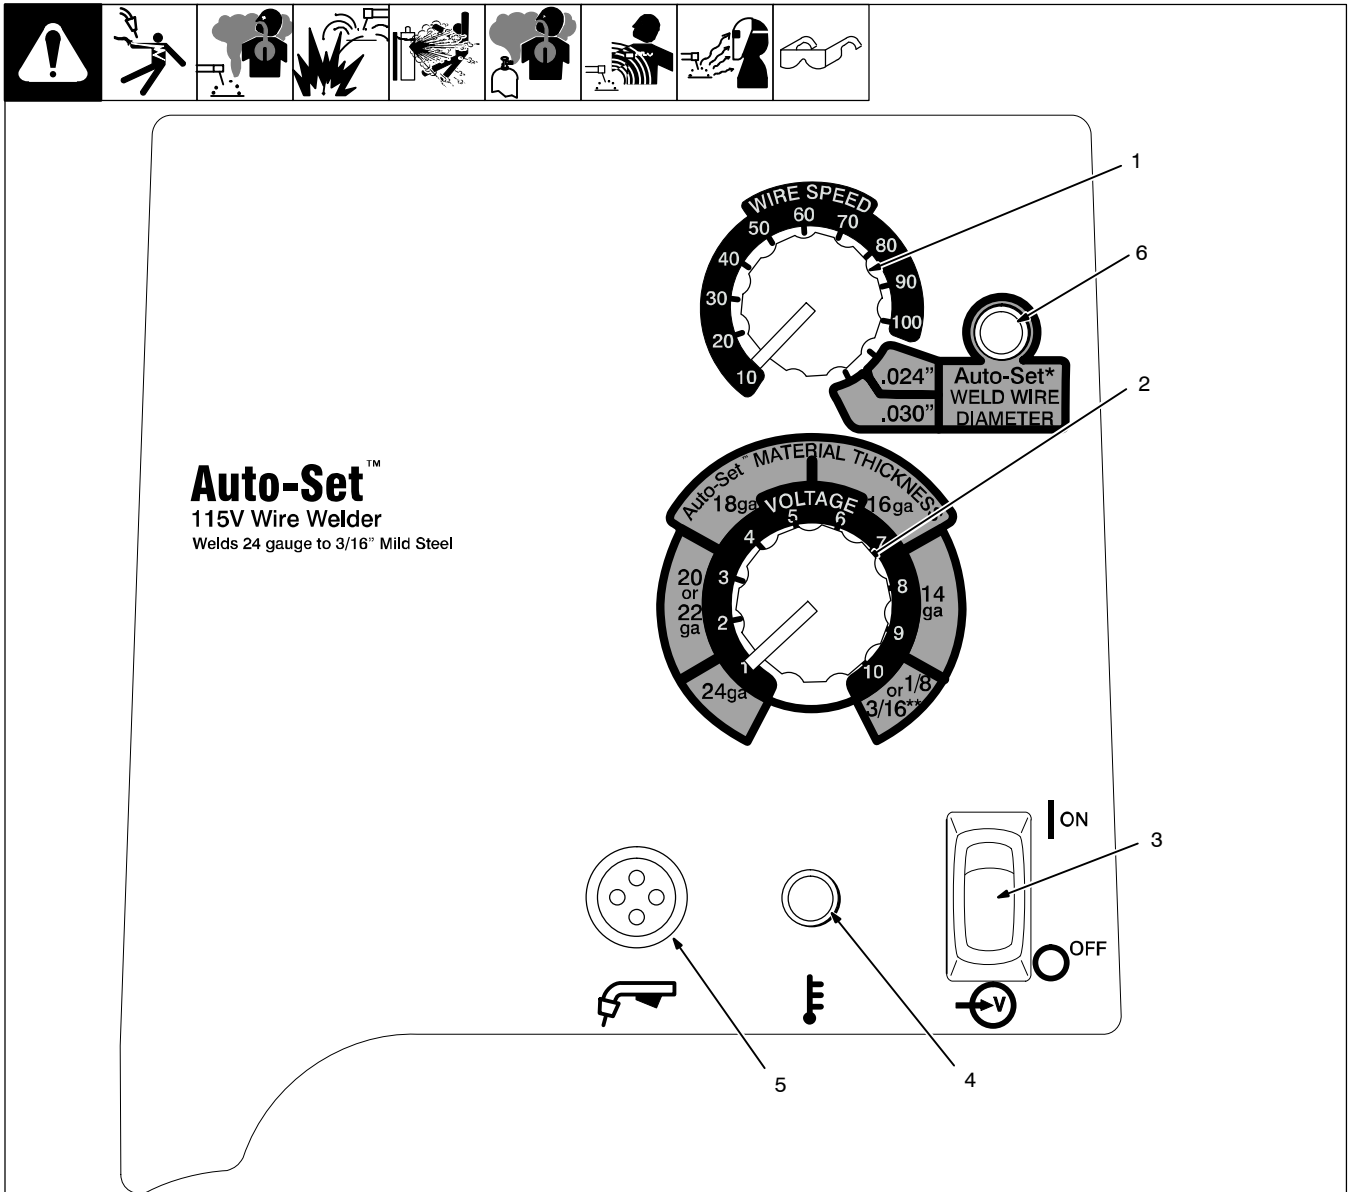 1
WIRE SPEED
10
20
30
40
50
60
70
80
90
100
6
.024”
.030”
Auto-Set*
WELD WIRE
DIAMETER
2
Auto-Set™
115V Wire Welder
Welds 24 gauge to 3/16” Mild Steel
Auto-Set™ MATERIAL THICKNESS
18ga
16ga
20
or
22
ga
24ga
14
ga
1/8
or
3/16**
VOLTAGE
1
2
3
4
5
6
7
8
9
10
ON
3
OFF
V
4
5